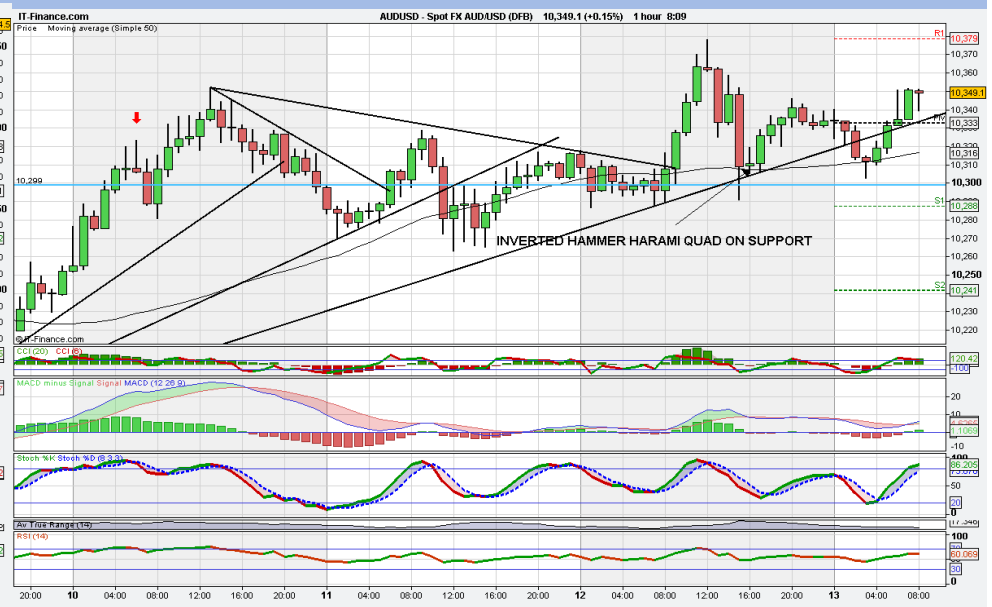 IT-Finance.com AUDUSD - Spot FX AUD/USD (DFB) 10,349.1 (+0.15%) 1 hour 8:09
Price Moving average (Simple 50)
R1 10,379
10,370
10,360
10,349.1
10,340
10,333
10,320
10,316
10,310
10,299
10,300
S1 10,288
10,280
INVERTED HAMMER HARAMI QUAD ON SUPPORT
10,270
10,260
10,250
S2 10,241
10,230
10,220
© IT-Finance.com
CCI (20) CCI (6)
120.42
-100
MACD minus Signal Signal MACD (12 26 9)
20
10
1.1069
-10
Stoch %K Stoch %D (8 3 3)
100
86.205
50
20
0
Av True Range (14)
RSI (14)
100
60.069
30
0
20:00 10 04:00 08:00 12:00 16:00 20:00 11 04:00 08:00 12:00 16:00 20:00 12 04:00 08:00 12:00 16:00 20:00 13 04:00 08:00